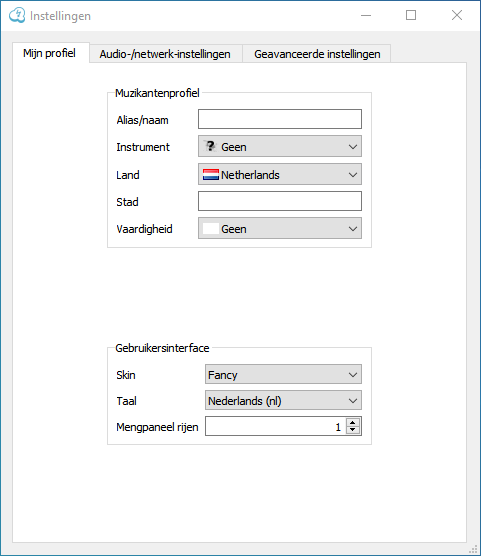 Instellingen
Mijn profiel Audio-/netwerk-instellingen Geavanceerde instellingen
Muzikantenprofiel
Alias/naam
Instrument ? Geen
Land Netherlands
Stad
Vaardigheid Geen
Gebruikersinterface
Skin Fancy
Taal Nederlands (nl)
Mengpaneel rijen 1